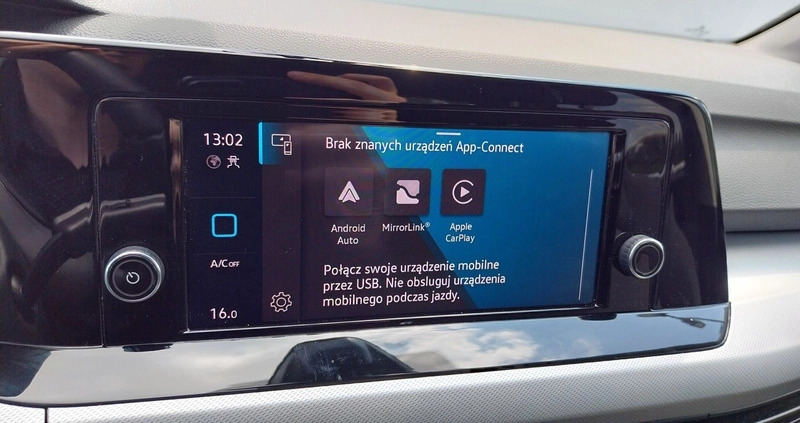 13:02
Brak znanych urządzeń App-Connect
Android
Auto
MirrorLink®
Apple
CarPlay
A/C OFF
Połącz swoje urządzenie mobilne
przez USB. Nie obsługuj urządzenia
mobilnego podczas jazdy.
16.0